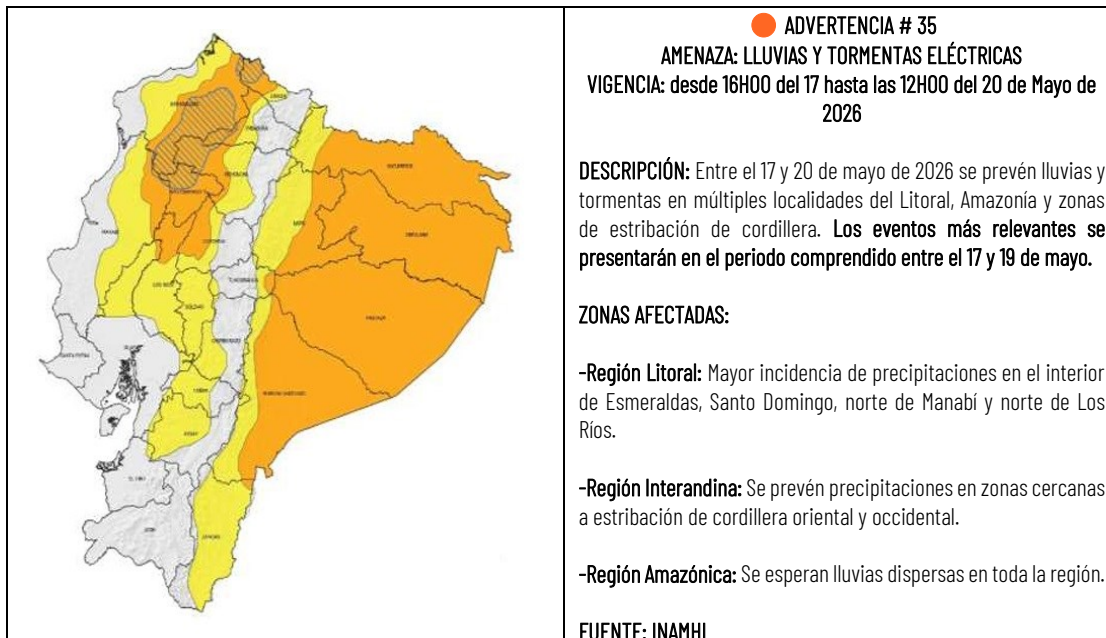 ADVERTENCIA # 35
AMENAZA: LLUVIAS Y TORMENTAS ELÉCTRICAS
VIGENCIA: desde 16H00 del 17 hasta las 12H00 del 20 de Mayo de
2026
DESCRIPCIÓN: Entre el 17 y 20 de mayo de 2026 se prevén lluvias y
tormentas en múltiples localidades del Litoral, Amazonía y zonas
de estribación de cordillera. Los eventos más relevantes se
presentarán en el periodo comprendido entre el 17 y 19 de mayo.
ZONAS AFECTADAS:
-Región Litoral: Mayor incidencia de precipitaciones en el interior
de Esmeraldas, Santo Domingo, norte de Manabí y norte de Los
Ríos.
-Región Interandina: Se prevén precipitaciones en zonas cercanas
a estribación de cordillera oriental y occidental.
-Región Amazónica: Se esperan lluvias dispersas en toda la región.
FUENTE: INAMHI